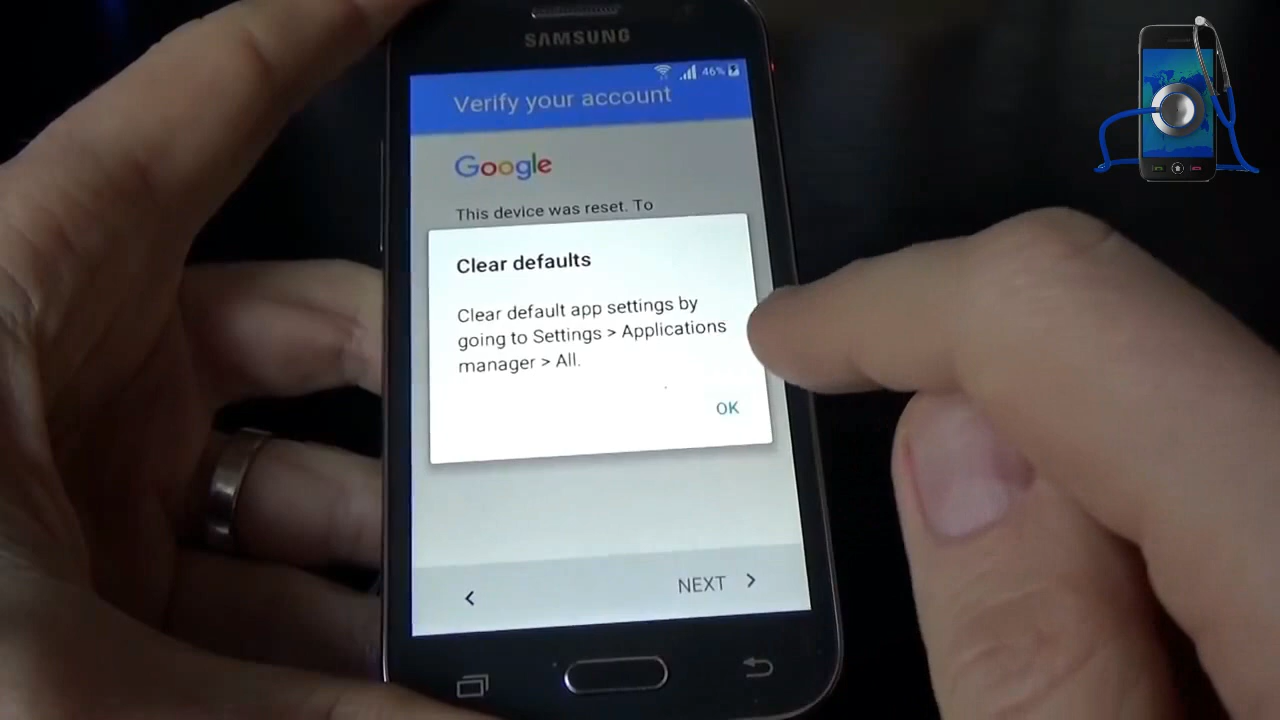 SAMSUNG
46%
Verify your account
Google
This device was reset. To
Clear defaults
Clear default app settings by
going to Settings > Applications
manager > All.
OK
NEXT